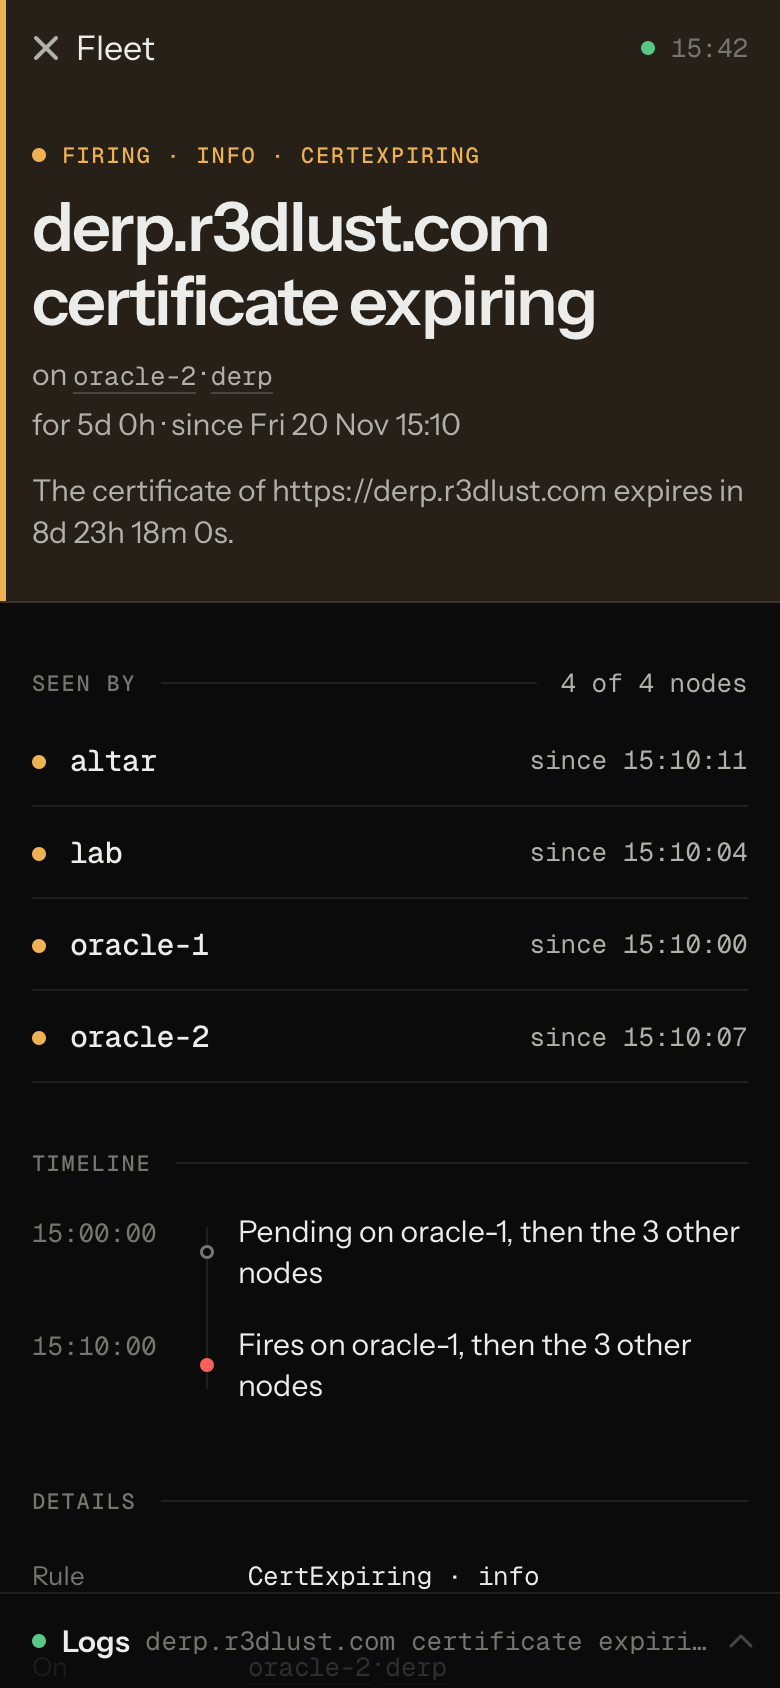 Fleet
15:42
FIRING · INFO · CERTEXPIRING
derp.r3dlust.com
certificate expiring
on oracle-2 · derp
for 5d 0h · since Fri 20 Nov 15:10
The certificate of https://derp.r3dlust.com expires in
8d 23h 18m 0s.
SEEN BY
4 of 4 nodes
altar
since 15:10:11
lab
since 15:10:04
oracle-1
since 15:10:00
oracle-2
since 15:10:07
TIMELINE
15:00:00
Pending on oracle-1, then the 3 other
nodes
15:10:00
Fires on oracle-1, then the 3 other
nodes
DETAILS
Rule
CertExpiring · info
Logs derp.r3dlust.com certificate expiri…
On
oracle-2 · derp